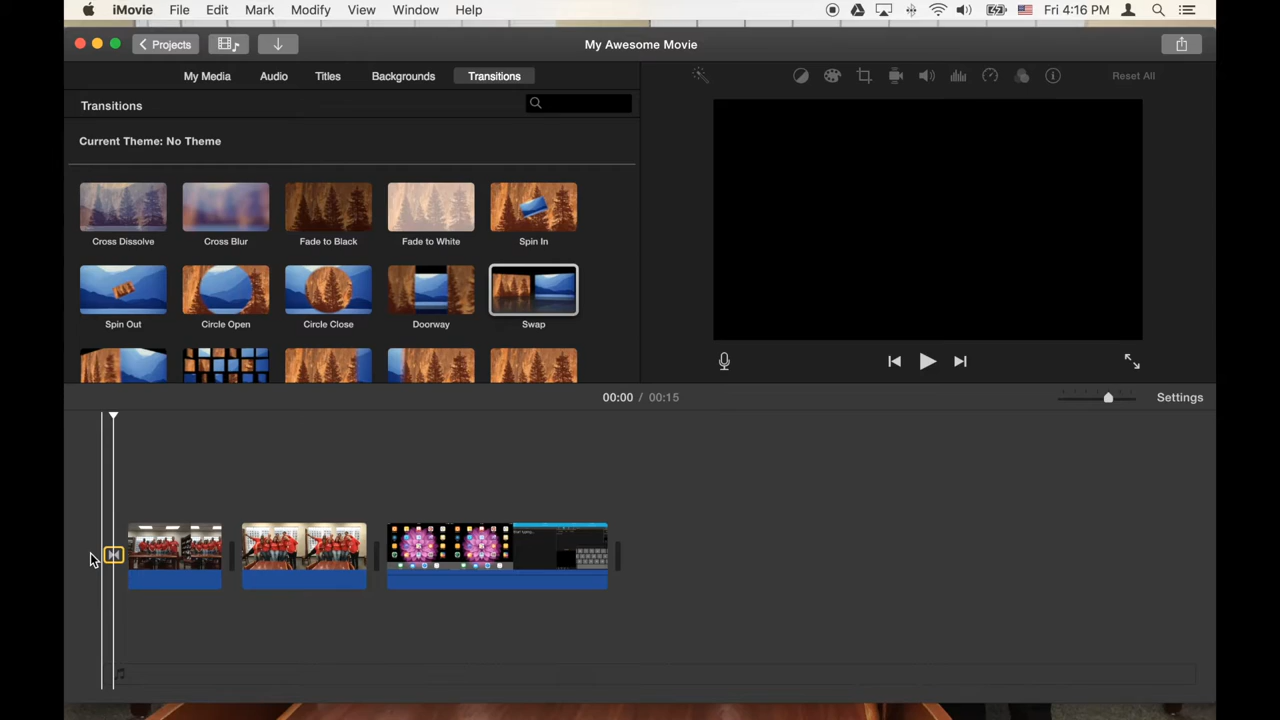 iMovie File Edit Mark Modify View Window Help Fri 4:16 PM
Projects My Awesome Movie
My Media Audio Titles Backgrounds Transitions Reset All
Transitions
Current Theme: No Theme
Cross Dissolve Cross Blur Fade to Black Fade to White Spin In
Spin Out Circle Open Circle Close Doorway Swap
00:00 / 00:15 Settings